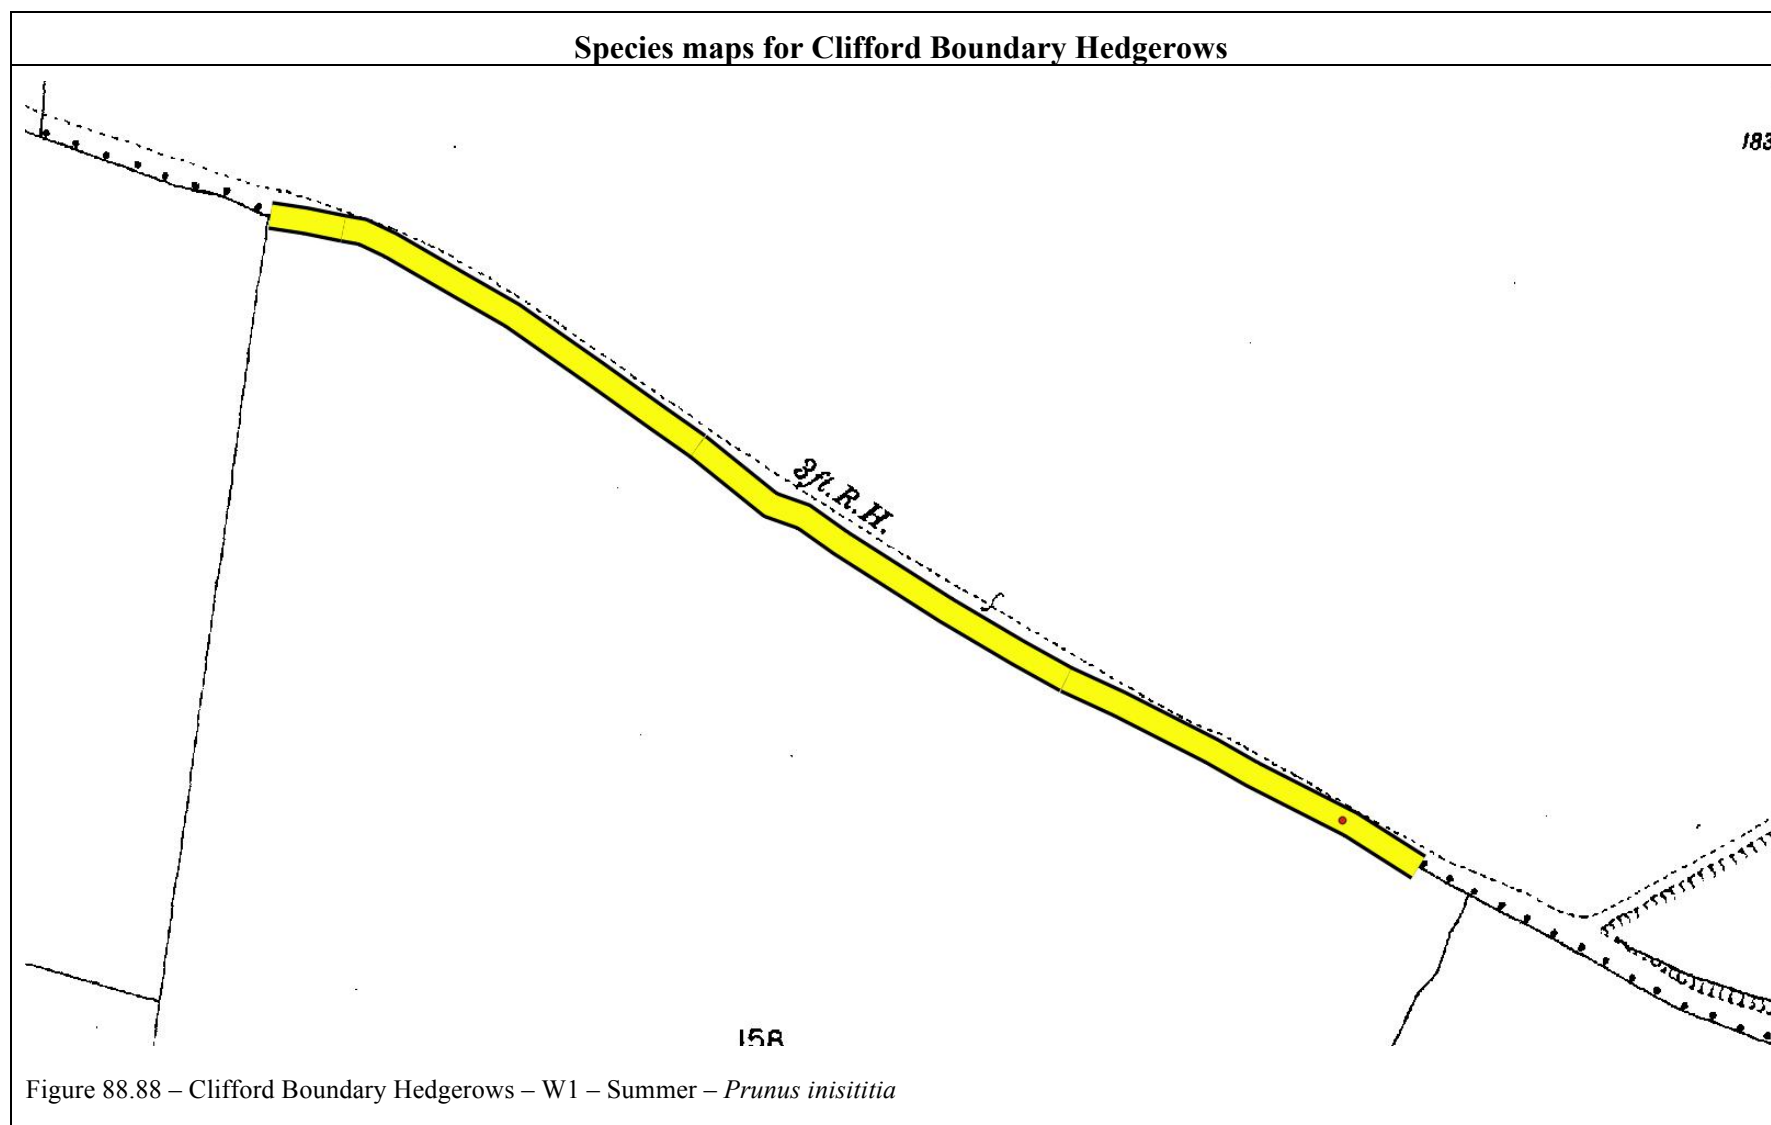 Species maps for Clifford Boundary Hedgerows
183
3ft.R.H.
158
Figure 88.88 – Clifford Boundary Hedgerows – W1 – Summer – Prunus inisititia